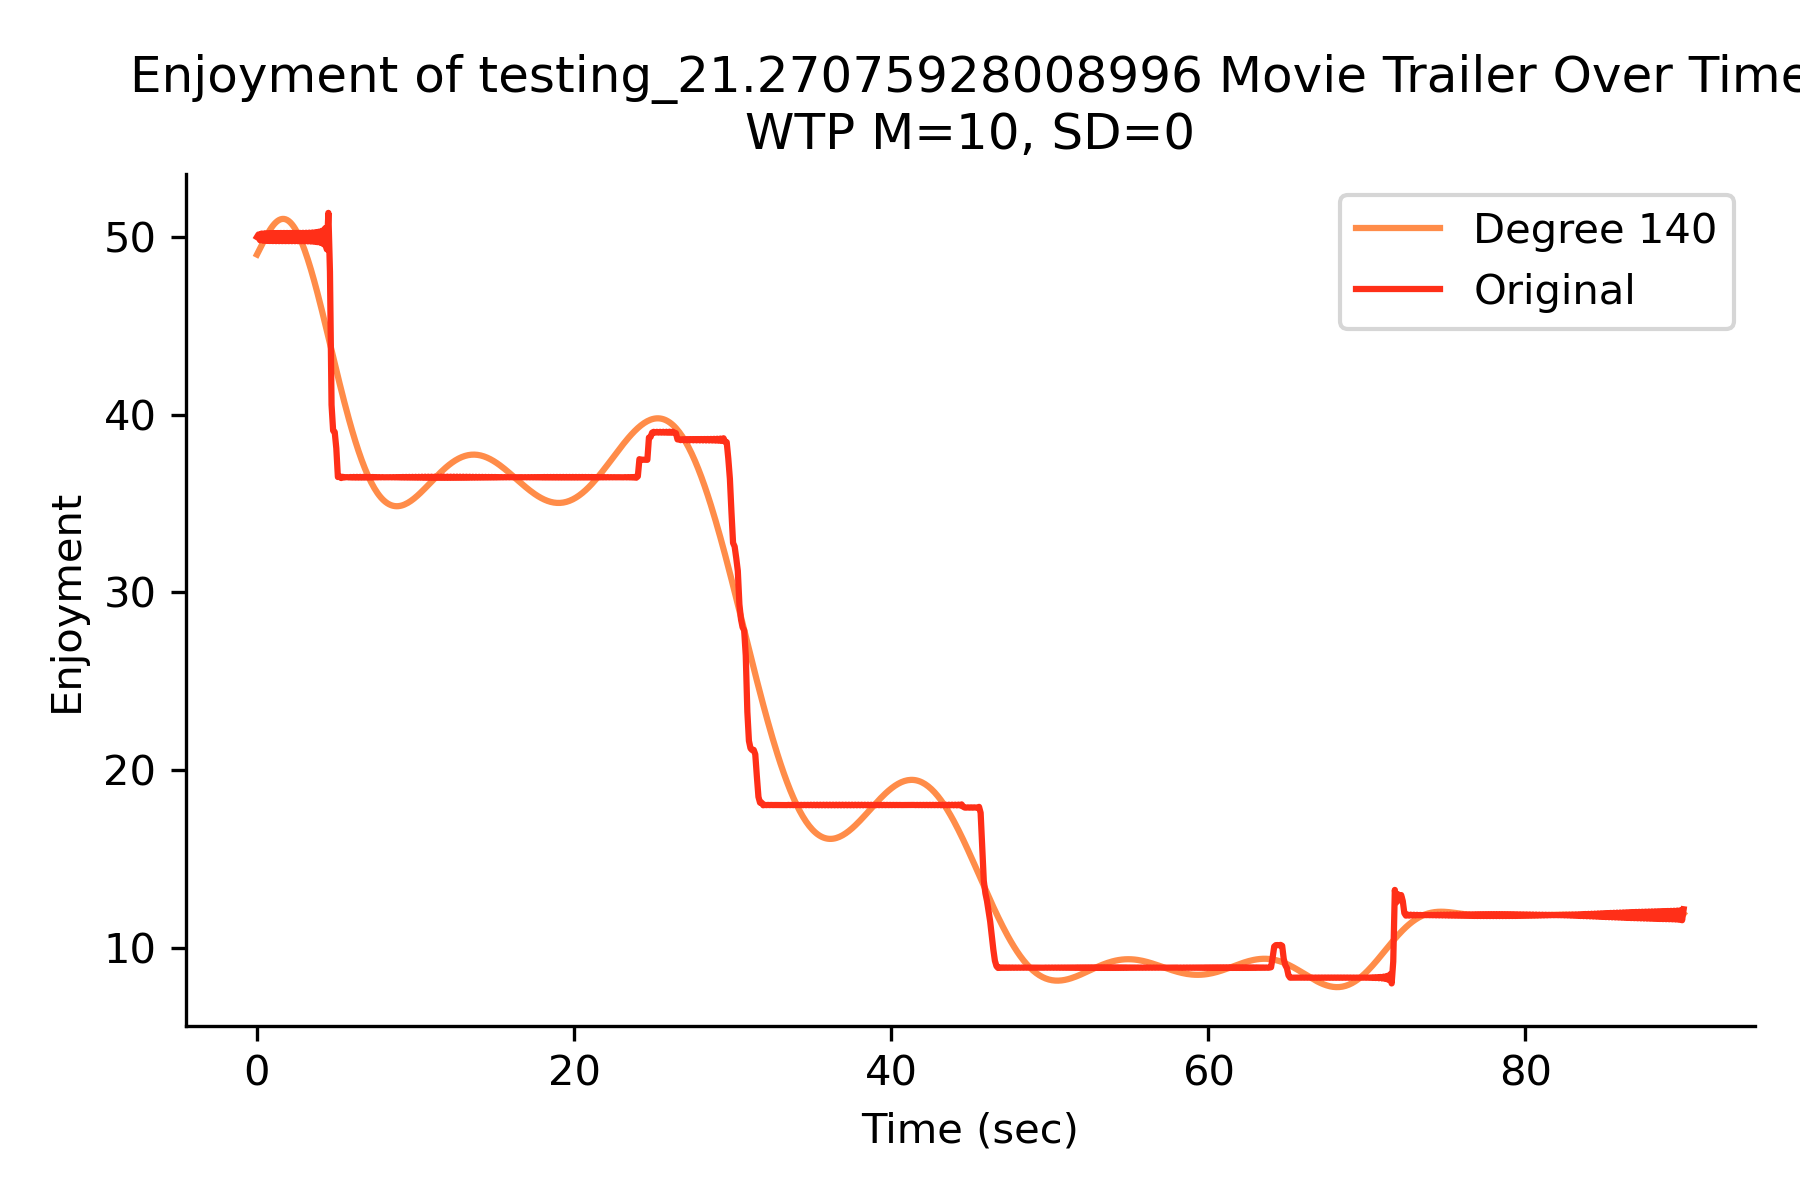 Enjoyment of testing_21.27075928008996 Movie Trailer Over Time
WTP M=10, SD=0
Degree 140
Original
50
40
30
20
10
Enjoyment
0
20
40
60
80
Time (sec)